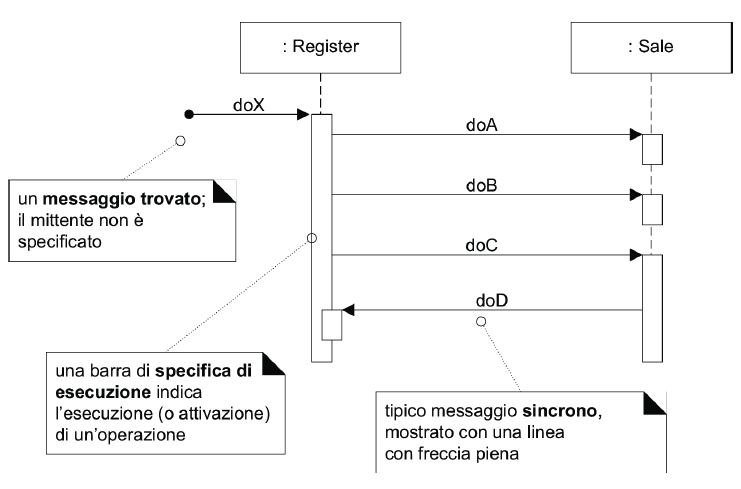 : Register
: Sale
doX
doA
doB
doC
doD
un messaggio trovato;
il mittente non è
specificato
una barra di specifica di
esecuzione indica
l'esecuzione (o attivazione)
di un'operazione
tipico messaggio sincrono,
mostrato con una linea
con freccia piena